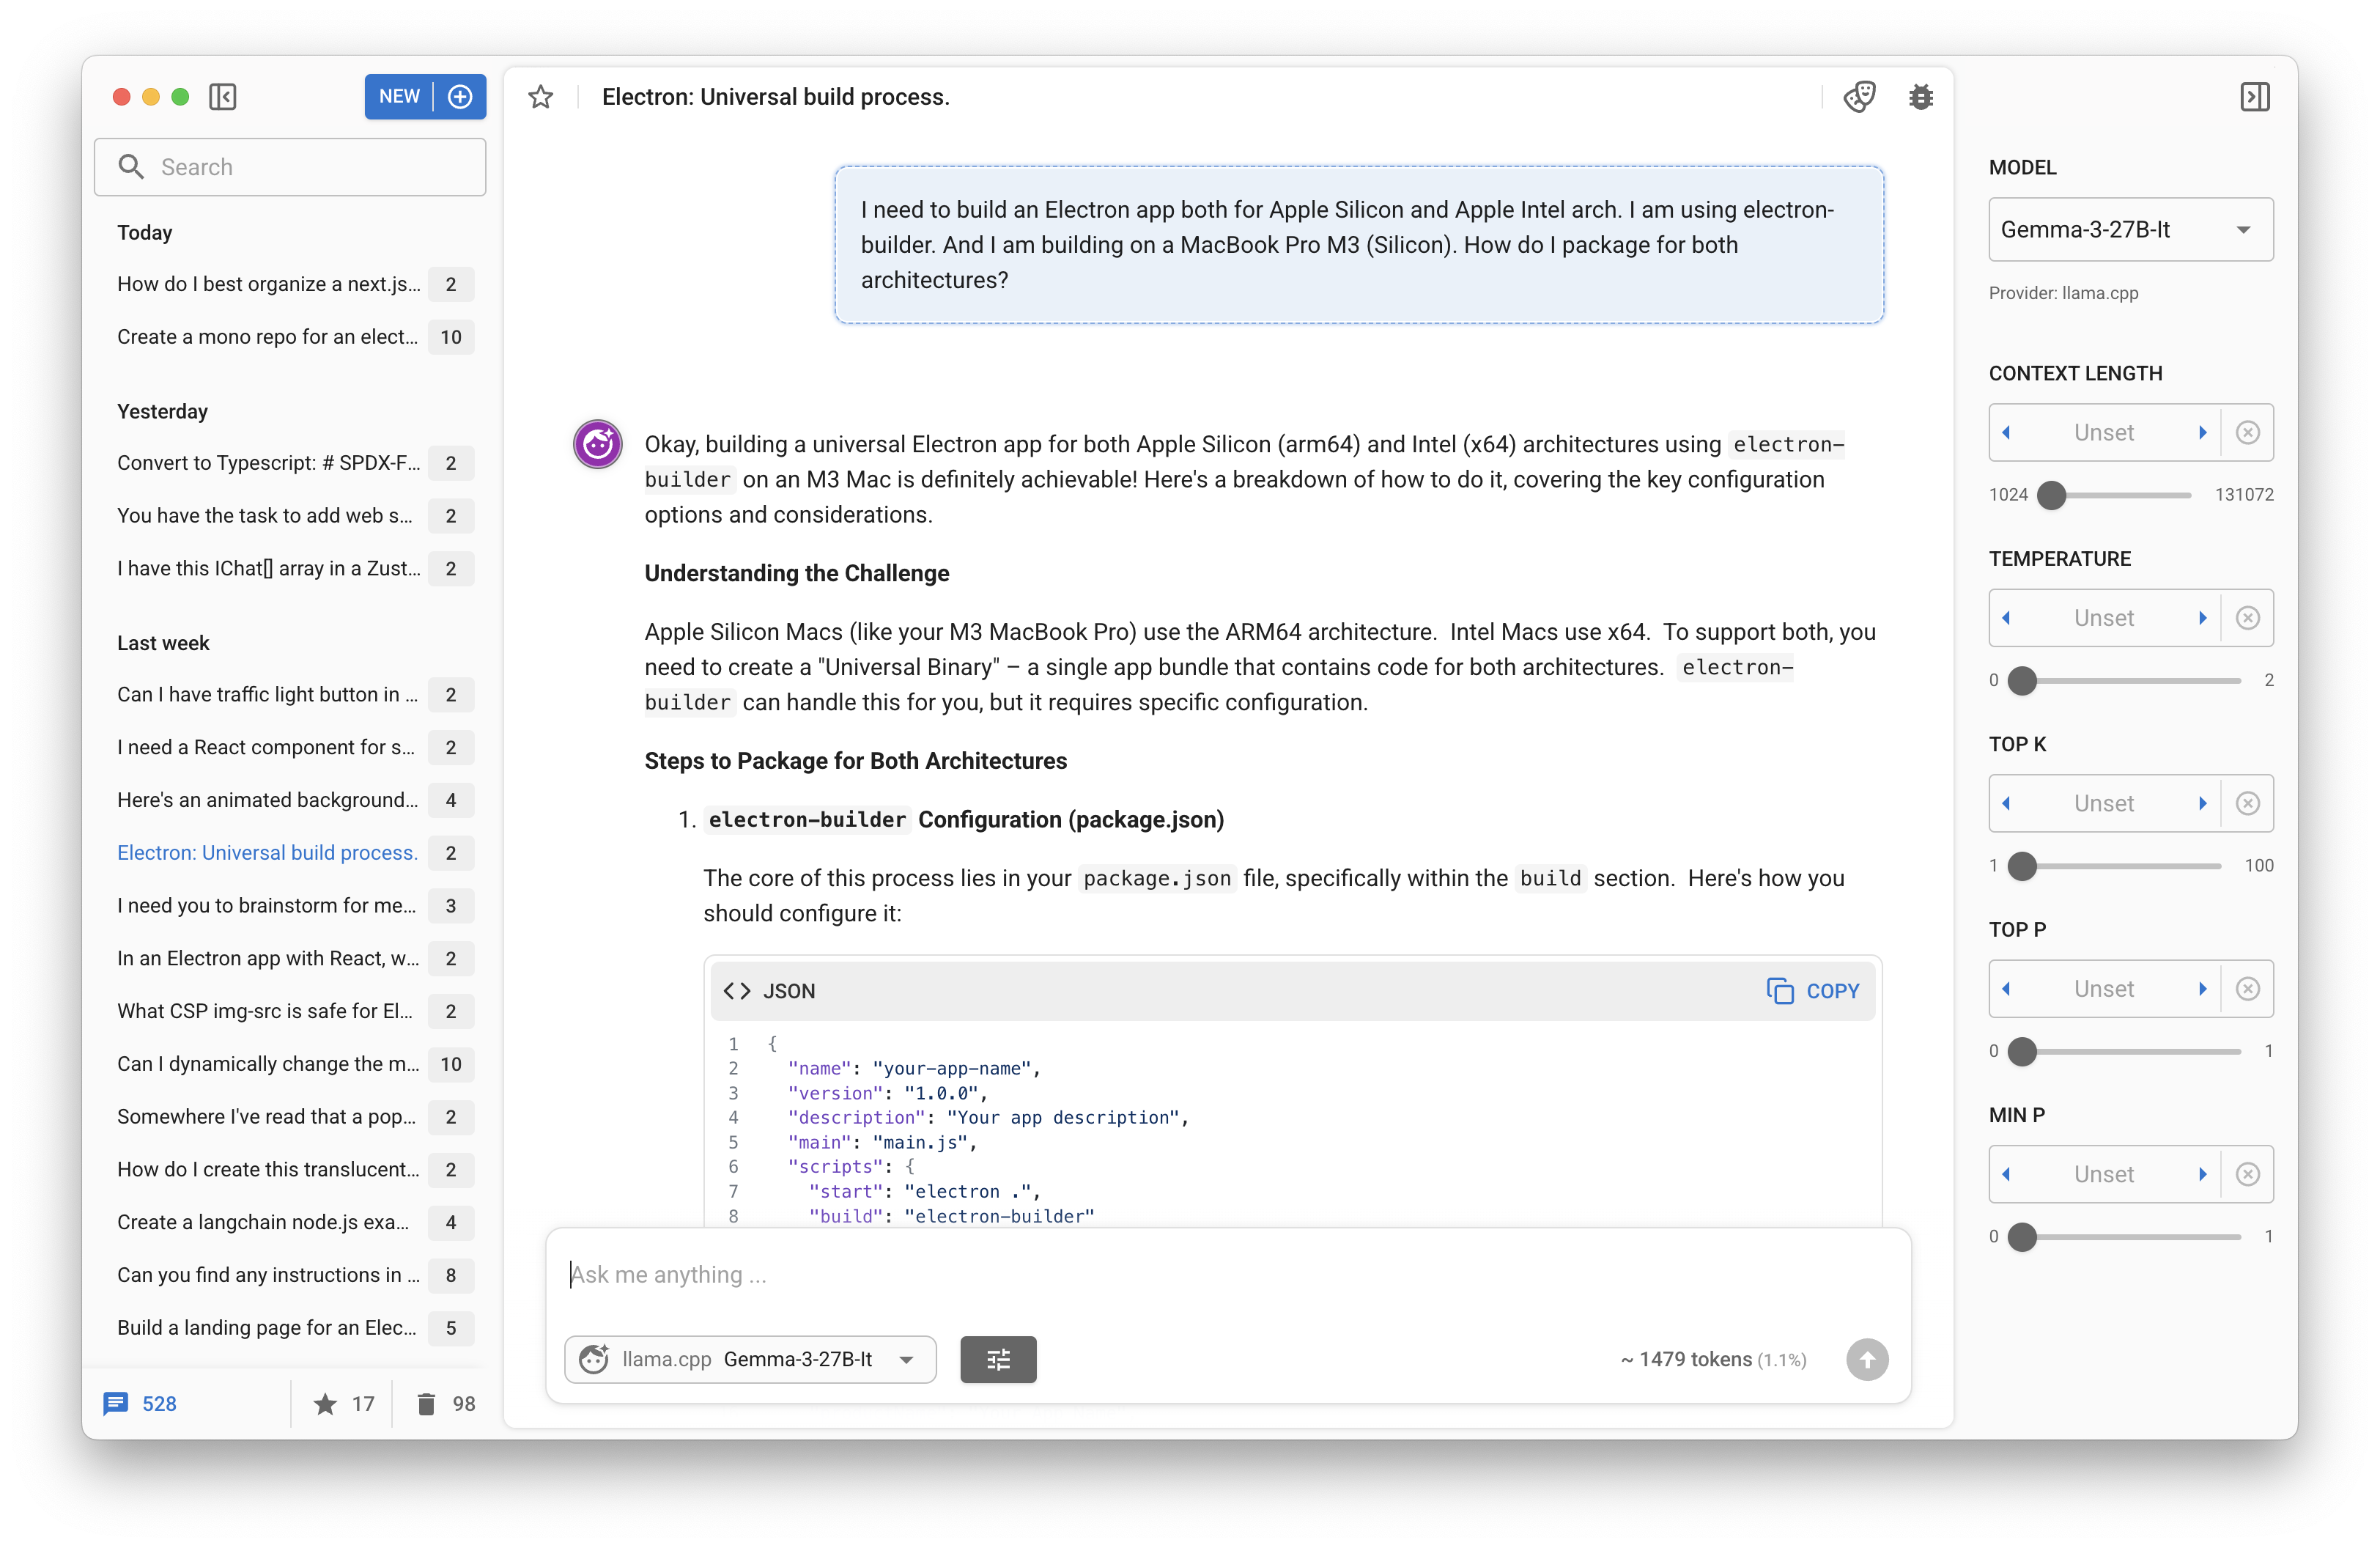 NEW
Search
Today
How do I best organize a next.js... 2
Create a mono repo for an elect... 10
Yesterday
Convert to Typescript: # SPDX-F... 2
You have the task to add web s... 2
I have this IChat[] array in a Zust... 2
Last week
Can I have traffic light button in ... 2
I need a React component for s... 2
Here's an animated background... 4
Electron: Universal build process. 2
I need you to brainstorm for me... 3
In an Electron app with React, w... 2
What CSP img-src is safe for El... 2
Can I dynamically change the m... 10
Somewhere I've read that a pop... 2
How do I create this translucent... 2
Create a langchain node.js exa... 4
Can you find any instructions in ... 8
Build a landing page for an Elec... 5
528 17 98
Electron: Universal build process.
I need to build an Electron app both for Apple Silicon and Apple Intel arch. I am using electron-
builder. And I am building on a MacBook Pro M3 (Silicon). How do I package for both
architectures?
Okay, building a universal Electron app for both Apple Silicon (arm64) and Intel (x64) architectures using electron-
builder on an M3 Mac is definitely achievable! Here's a breakdown of how to do it, covering the key configuration
options and considerations.
Understanding the Challenge
Apple Silicon Macs (like your M3 MacBook Pro) use the ARM64 architecture. Intel Macs use x64. To support both, you
need to create a "Universal Binary" – a single app bundle that contains code for both architectures. electron-
builder can handle this for you, but it requires specific configuration.
Steps to Package for Both Architectures
1. electron-builder Configuration (package.json)
The core of this process lies in your package.json file, specifically within the build section. Here's how you
should configure it:
JSON COPY
1 {
2 "name": "your-app-name",
3 "version": "1.0.0",
4 "description": "Your app description",
5 "main": "main.js",
6 "scripts": {
7 "start": "electron .",
8 "build": "electron-builder"
Ask me anything ...
llama.cpp Gemma-3-27B-It
~ 1479 tokens (1.1%)
MODEL
Gemma-3-27B-It
Provider: llama.cpp
CONTEXT LENGTH
Unset
1024 131072
TEMPERATURE
Unset
0 2
TOP K
Unset
1 100
TOP P
Unset
0 1
MIN P
Unset
0 1